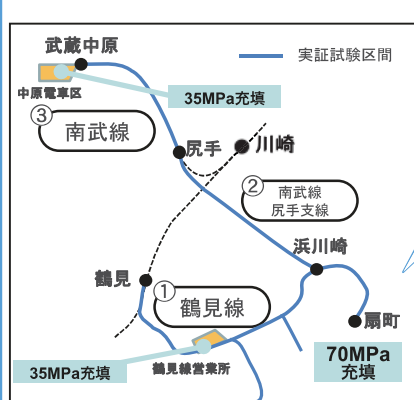 武蔵中原
実証試験区間
中原電車区
35MPa充填
③
南武線
尻手
川崎
②
南武線
尻手支線
浜川崎
鶴見
①
鶴見線
扇町
70MPa
充填
35MPa充填
鶴見線営業所